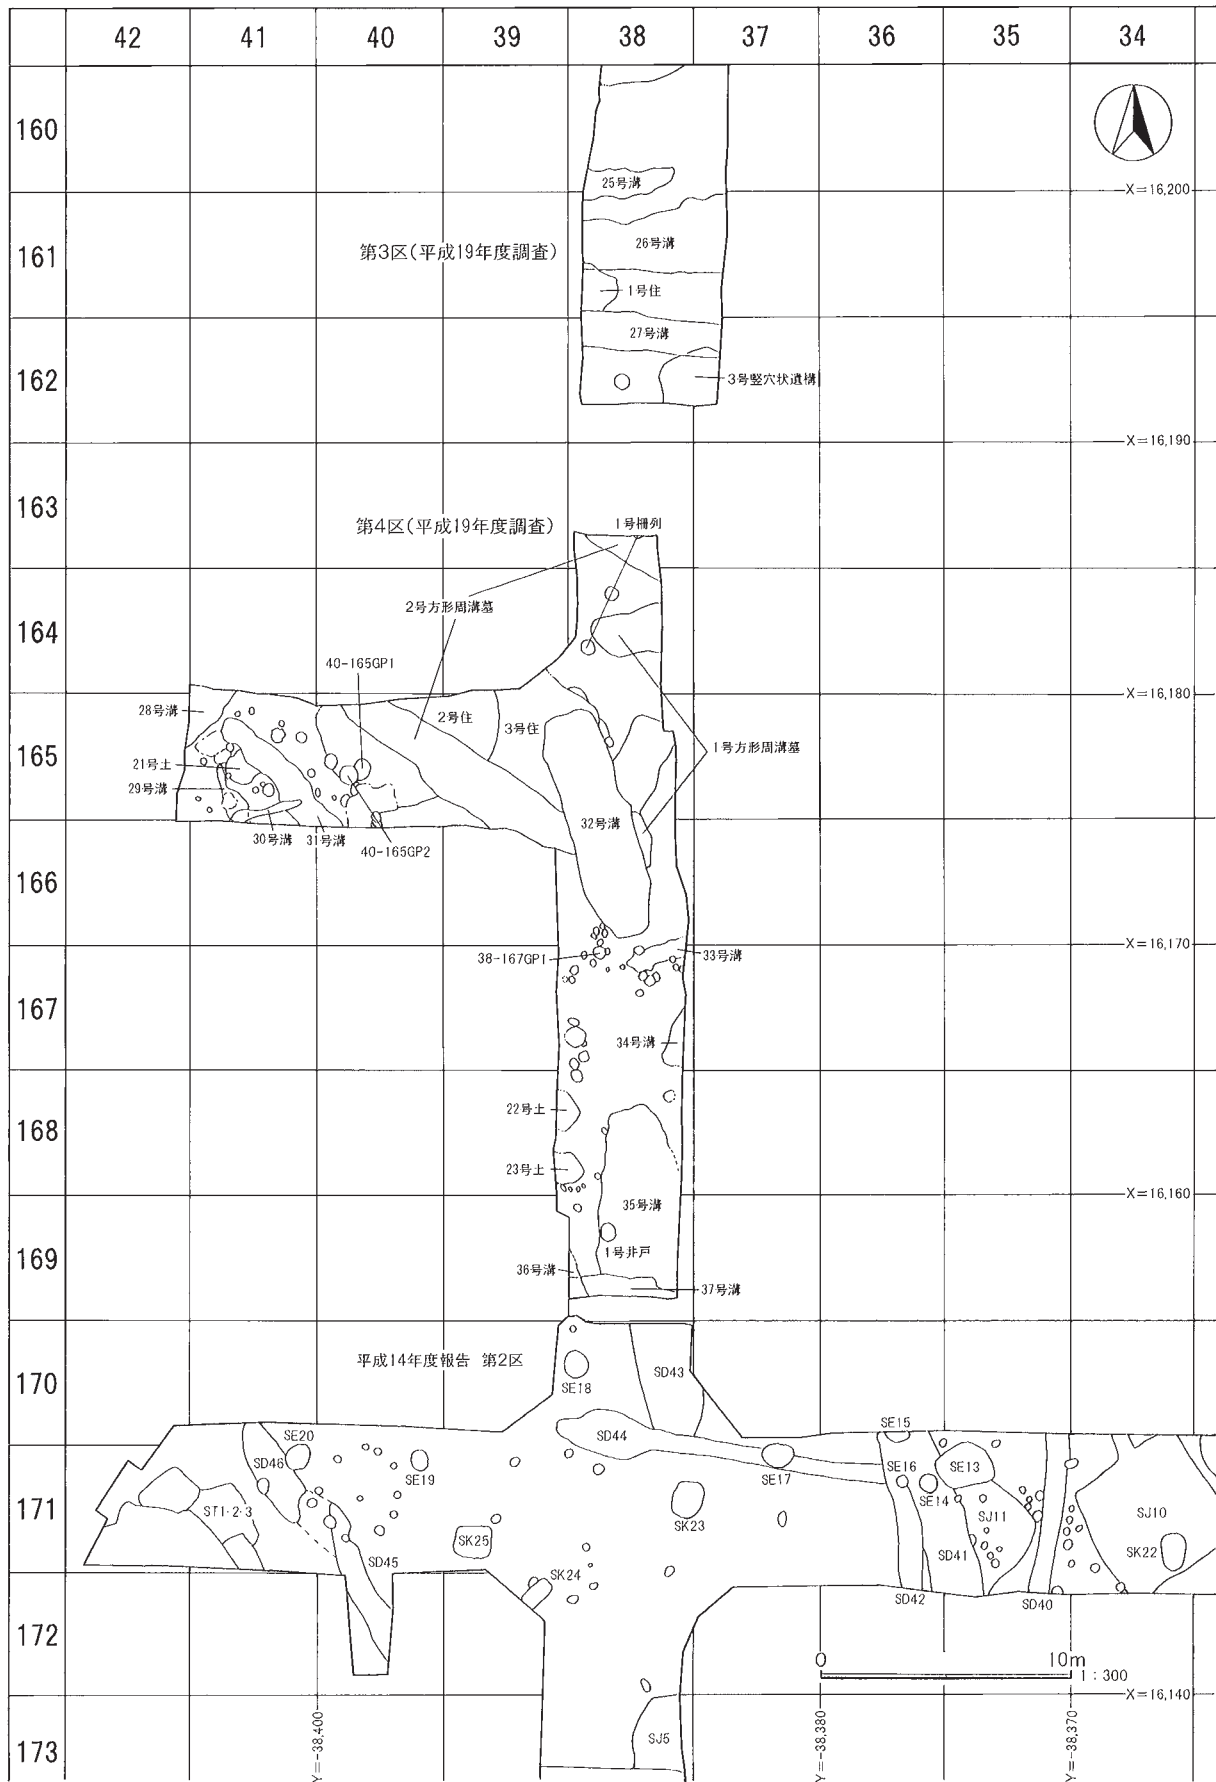 42 41 40 39 38 37 36 35 34
160
25号溝
X=16,200
第3区(平成19年度調査)
26号溝
161
1号住
27号溝
162
3号竪穴状遺構
X=16,190
163
第4区(平成19年度調査)
1号柵列
2号方形周溝墓
164
40-165GP1
X=16,180
28号溝
2号住
3号住
1号方形周溝墓
165
21号土
29号溝
32号溝
30号溝
31号溝
40-165GP2
166
X=16,170
38-167GP1
33号溝
167
34号溝
22号土
168
23号土
X=16,160
35号溝
1号井戸
169
36号溝
37号溝
平成14年度報告 第2区
170
SE18
SD43
SE15
SD44
SE20
SD46
SE19
SE17
SE16
SE13
SE14
171
ST1・2・3
SK23
SJ11
SJ10
SK25
SD45
SD41
SK22
SK24
SD42
SD40
172
0 10m
1:300
X=16,140
Y=-38,400
Y=-38,380
Y=-38,370
SJ5
173